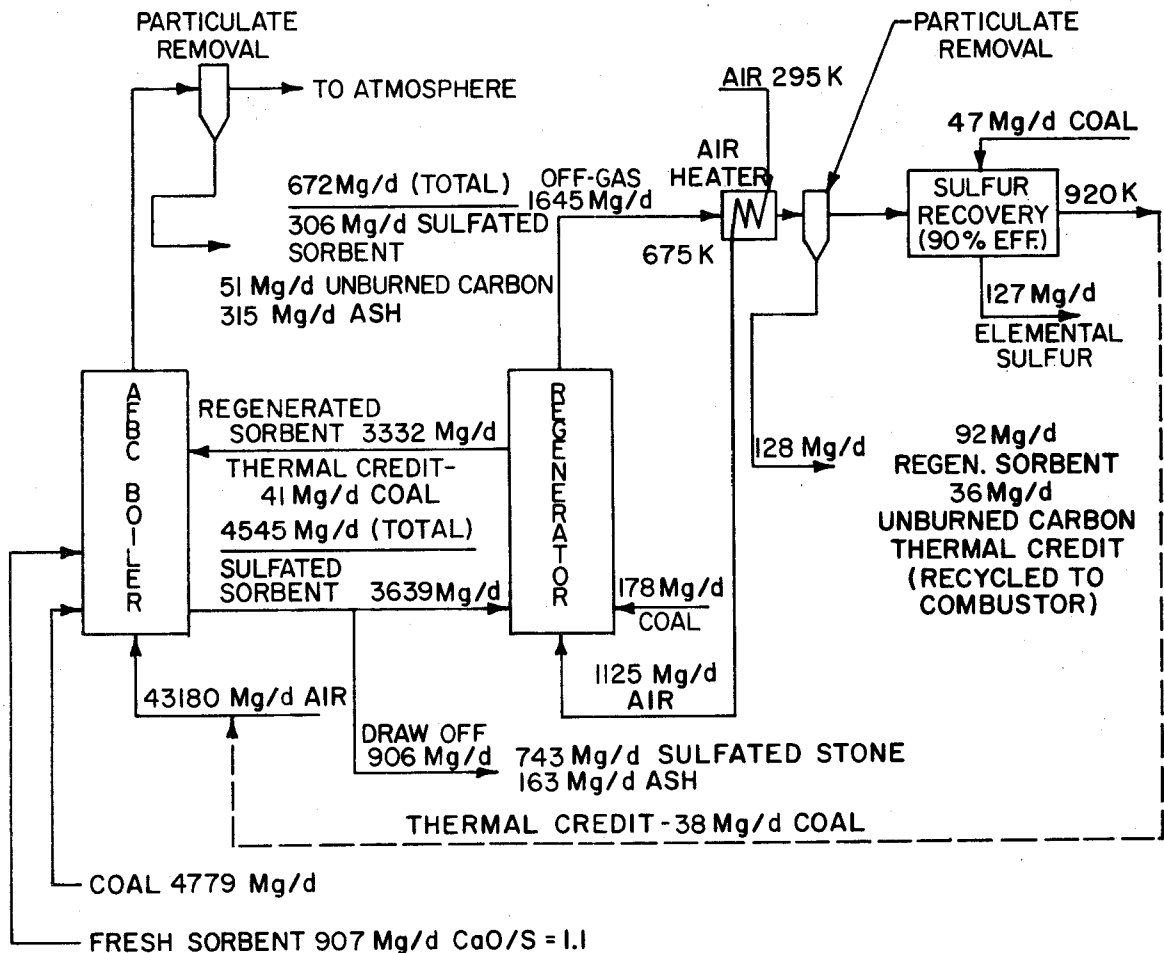 PARTICULATE
REMOVAL
TO ATMOSPHERE
PARTICULATE
REMOVAL
AIR 295K
47 Mg/d COAL
AIR
HEATER
672 Mg/d (TOTAL)
306 Mg/d SULFATED
SORBENT
51 Mg/d UNBURNED CARBON
315 Mg/d ASH
OFF-GAS
1645 Mg/d
675 K
SULFUR
RECOVERY
(90% EFF.)
920 K
127 Mg/d
ELEMENTAL
SULFUR
AFBC BOILER
REGENERATED
SORBENT 3332 Mg/d
THERMAL CREDIT-
41 Mg/d COAL
4545 Mg/d (TOTAL)
SULFATED
SORBENT 3639 Mg/d
REGENERATOR
178 Mg/d
COAL
1125 Mg/d
AIR
128 Mg/d
92 Mg/d
REGEN. SORBENT
36 Mg/d
UNBURNED CARBON
THERMAL CREDIT
(RECYCLED TO
COMBUSTOR)
43180 Mg/d AIR
DRAW OFF
906 Mg/d
743 Mg/d SULFATED STONE
163 Mg/d ASH
THERMAL CREDIT-38 Mg/d COAL
COAL 4779 Mg/d
FRESH SORBENT 907 Mg/d CaO/S = 1.1